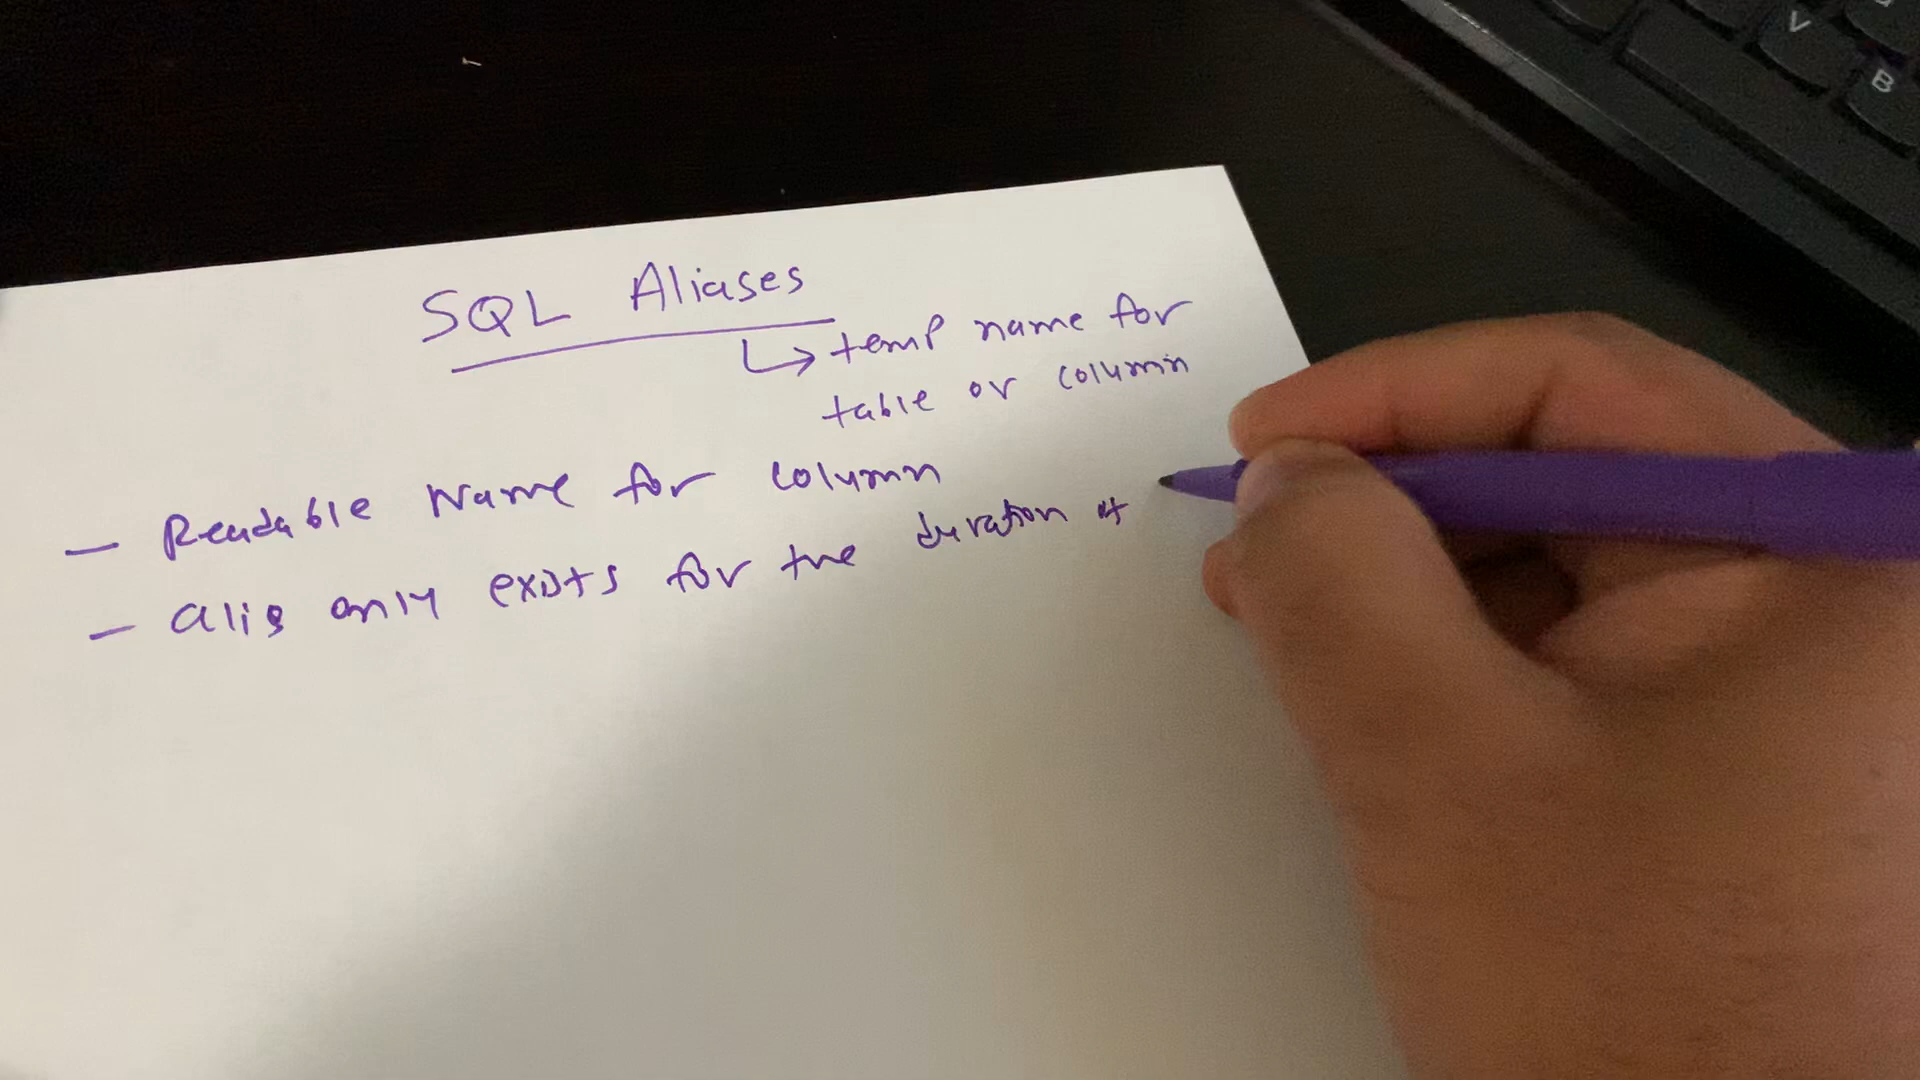 SQL Aliases
↳ temp name for
table or column
- Readable Name for column
- alis only exists for the duration of
V
B